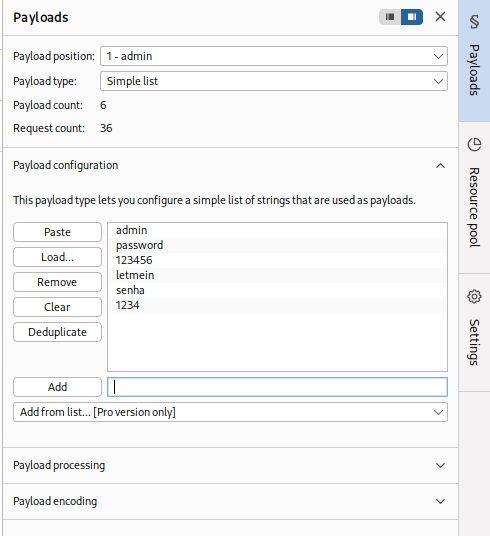 Payloads
Payload position: 1 - admin
Payload type: Simple list
Payload count: 6
Request count: 36
Payload configuration
This payload type lets you configure a simple list of strings that are used as payloads.
Paste
Load...
Remove
Clear
Deduplicate
admin
password
123456
letmein
senha
1234
Add
Add from list... [Pro version only]
Payload processing
Payload encoding
Payloads
Resource pool
Settings